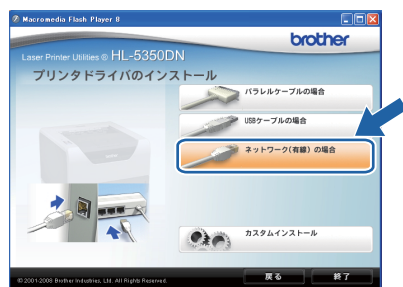 Macromedia Flash Player 8
brother
Laser Printer Utilities ® HL-5350DN
プリンタドライバのインストール
パラレルケーブルの場合
USBケーブルの場合
ネットワーク(有線)の場合
カスタムインストール
© 2001-2008 Brother Industries, Ltd. All Rights Reserved.
戻る
終了